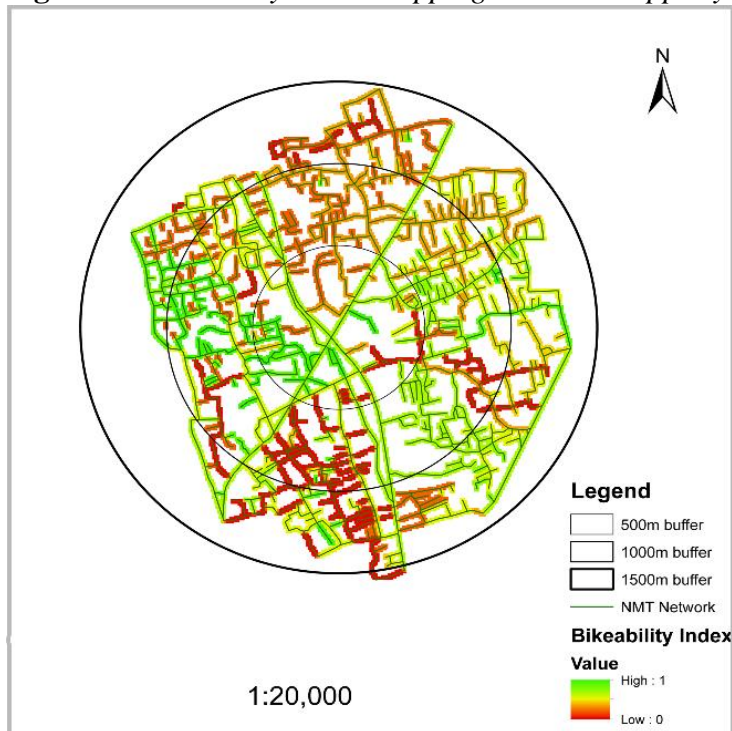 N
Legend
500m buffer
1000m buffer
1500m buffer
NMT Network
Bikeability Index
Value
High : 1
Low : 0
1:20,000